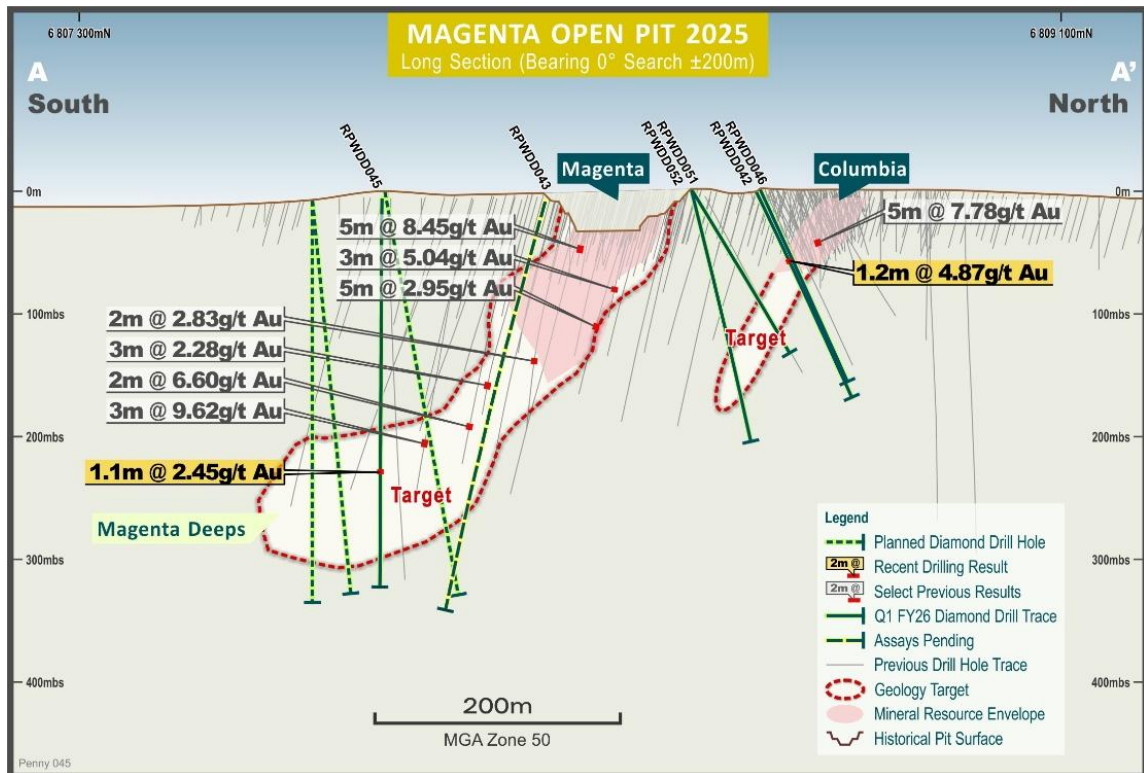 MAGENTA OPEN PIT 2025
Long Section (Bearing 0° Search ±200m)
6 807 300mN
6 809 100mN
A
South
A'
North
RPWDD045
RPWDD043
RPWDD052
RPWDD051
RPWDD042
RPWDD046
Magenta
Columbia
0m
0m
5m @ 8.45g/t Au
3m @ 5.04g/t Au
5m @ 2.95g/t Au
5m @ 7.78g/t Au
1.2m @ 4.87g/t Au
100mbs
100mbs
2m @ 2.83g/t Au
3m @ 2.28g/t Au
2m @ 6.60g/t Au
3m @ 9.62g/t Au
Target
200mbs
200mbs
1.1m @ 2.45g/t Au
Target
Magenta Deeps
300mbs
300mbs
400mbs
400mbs
Legend
Planned Diamond Drill Hole
2m @
Recent Drilling Result
2m @
Select Previous Results
Q1 FY26 Diamond Drill Trace
Assays Pending
Previous Drill Hole Trace
Geology Target
Mineral Resource Envelope
Historical Pit Surface
200m
MGA Zone 50
Penny 045